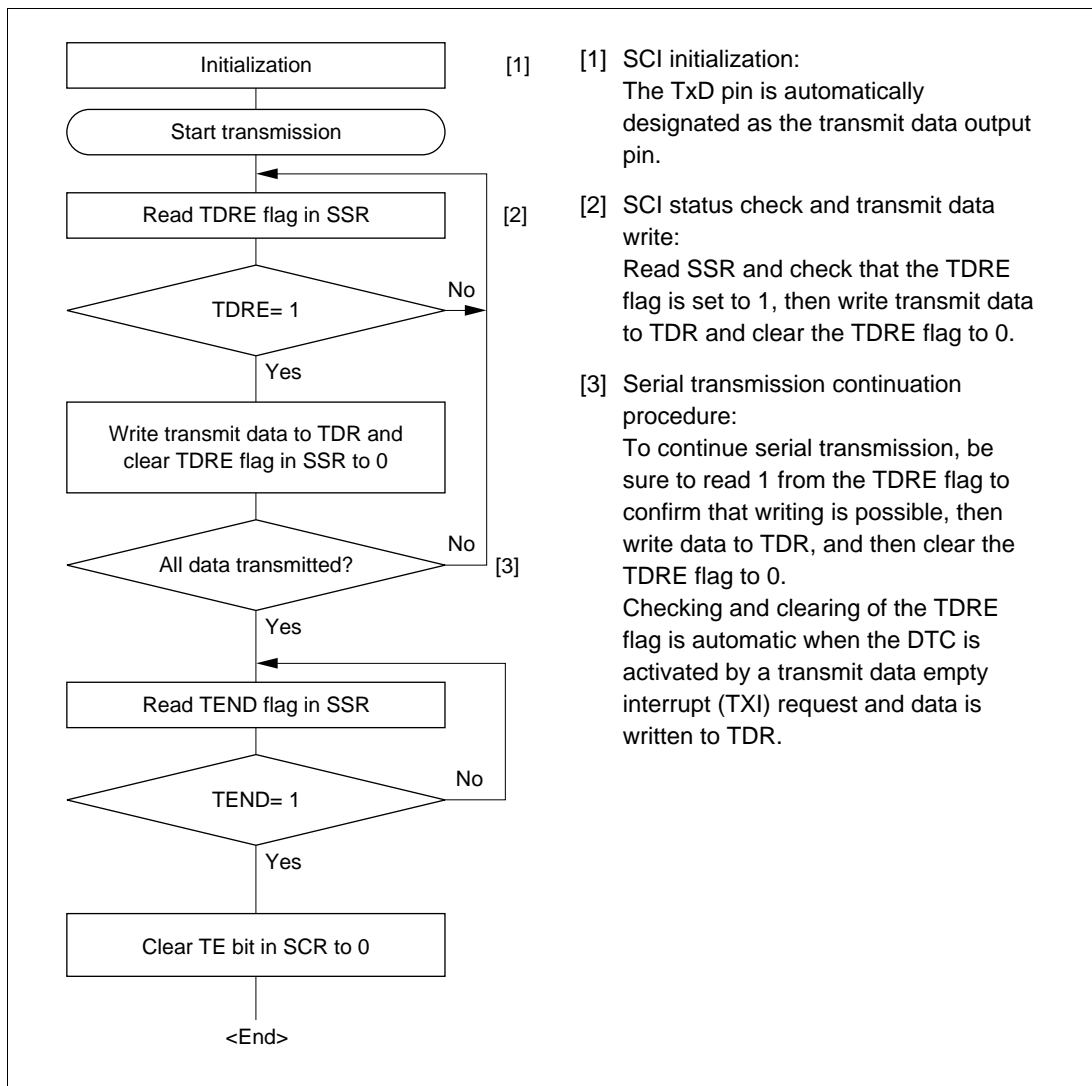 Initialization
[1]
Start transmission
Read TDRE flag in SSR
[2]
TDRE= 1
No
Yes
Write transmit data to TDR and
clear TDRE flag in SSR to 0
All data transmitted?
No
[3]
Yes
Read TEND flag in SSR
TEND= 1
No
Yes
Clear TE bit in SCR to 0
<End>
[1] SCI initialization:
The TxD pin is automatically
designated as the transmit data output
pin.
[2] SCI status check and transmit data
write:
Read SSR and check that the TDRE
flag is set to 1, then write transmit data
to TDR and clear the TDRE flag to 0.
[3] Serial transmission continuation
procedure:
To continue serial transmission, be
sure to read 1 from the TDRE flag to
confirm that writing is possible, then
write data to TDR, and then clear the
TDRE flag to 0.
Checking and clearing of the TDRE
flag is automatic when the DTC is
activated by a transmit data empty
interrupt (TXI) request and data is
written to TDR.